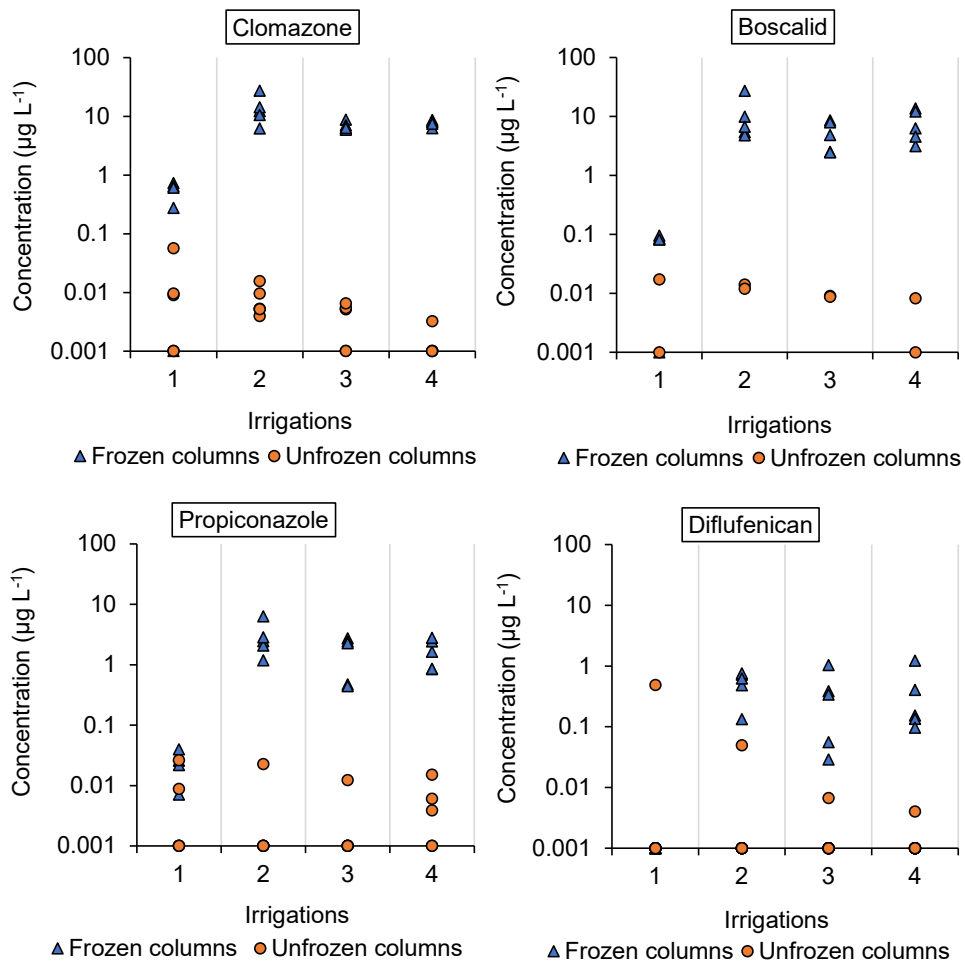 Clomazone
Concentration (µg L-1)
100
10
1
0.1
0.01
0.001
1 2 3 4
Irrigations
Frozen columns Unfrozen columns
Boscalid
Concentration (µg L-1)
100
10
1
0.1
0.01
0.001
1 2 3 4
Irrigations
Frozen columns Unfrozen columns
Propiconazole
Concentration (µg L-1)
100
10
1
0.1
0.01
0.001
1 2 3 4
Irrigations
Frozen columns Unfrozen columns
Diflufenican
Concentration (µg L-1)
100
10
1
0.1
0.01
0.001
1 2 3 4
Irrigations
Frozen columns Unfrozen columns